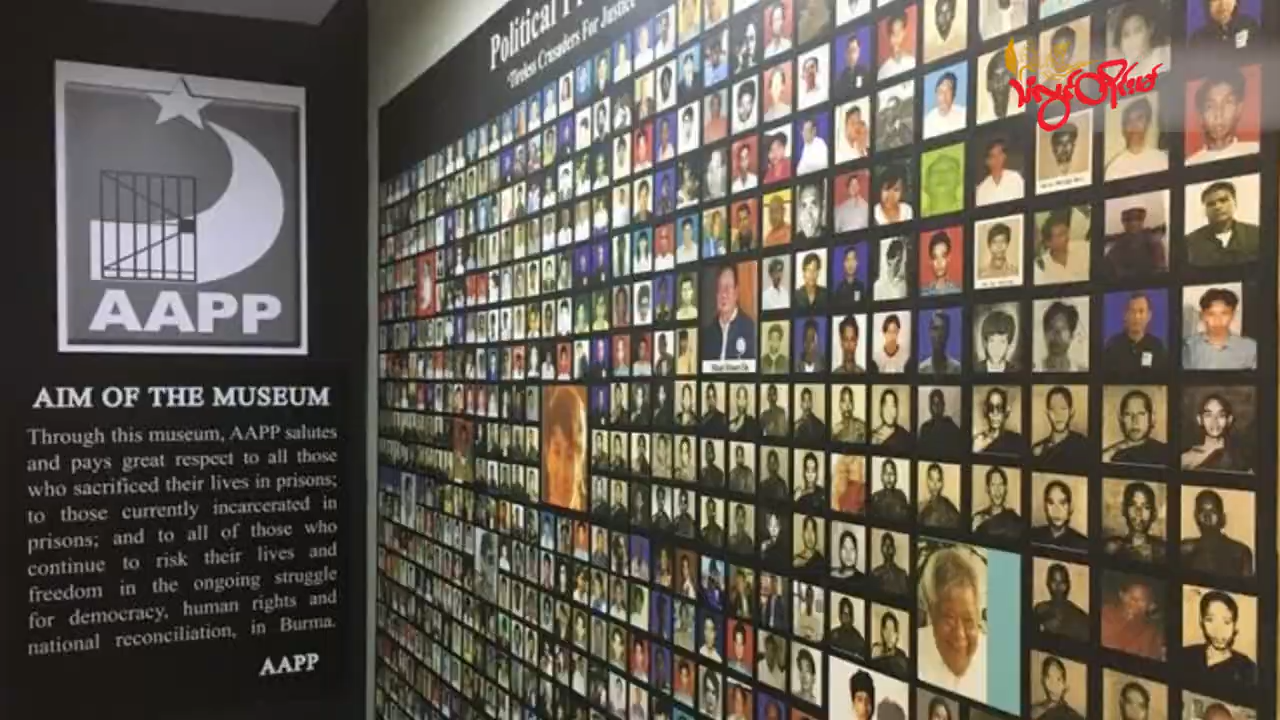 AAPP
AIM OF THE MUSEUM
Through this museum, AAPP salutes
and pays great respect to all those
who sacrificed their lives in prisons;
to those currently incarcerated in
prisons; and to all of those who
continue to risk their lives and
freedom in the ongoing struggle
for democracy, human rights and
national reconciliation, in Burma.
AAPP
Political
"Tireless Crusaders For Justice